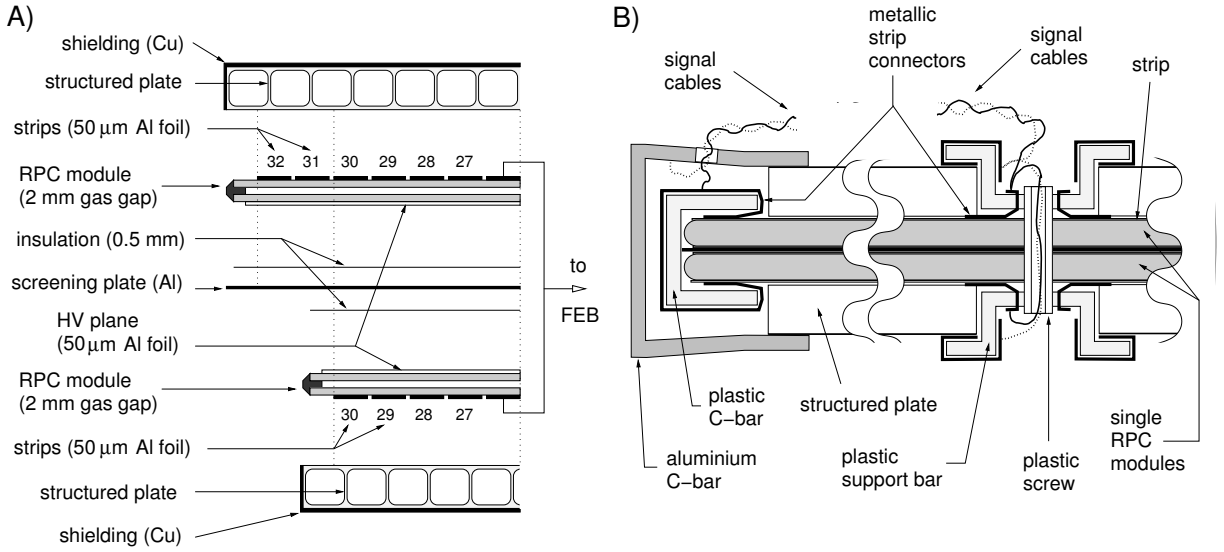 A)
shielding (Cu)
structured plate
strips (50 µm Al foil)
32 31 30 29 28 27
RPC module
(2 mm gas gap)
insulation (0.5 mm)
screening plate (Al)
to
FEB
HV plane
(50µm Al foil)
RPC module
(2 mm gas gap)
30 29 28 27
strips (50 µm Al foil)
structured plate
shielding (Cu)
B)
signal
cables
metallic
strip
connectors
signal
cables
strip
plastic
C−bar
structured plate
aluminium
C−bar
plastic
support bar
plastic
screw
single
RPC
modules